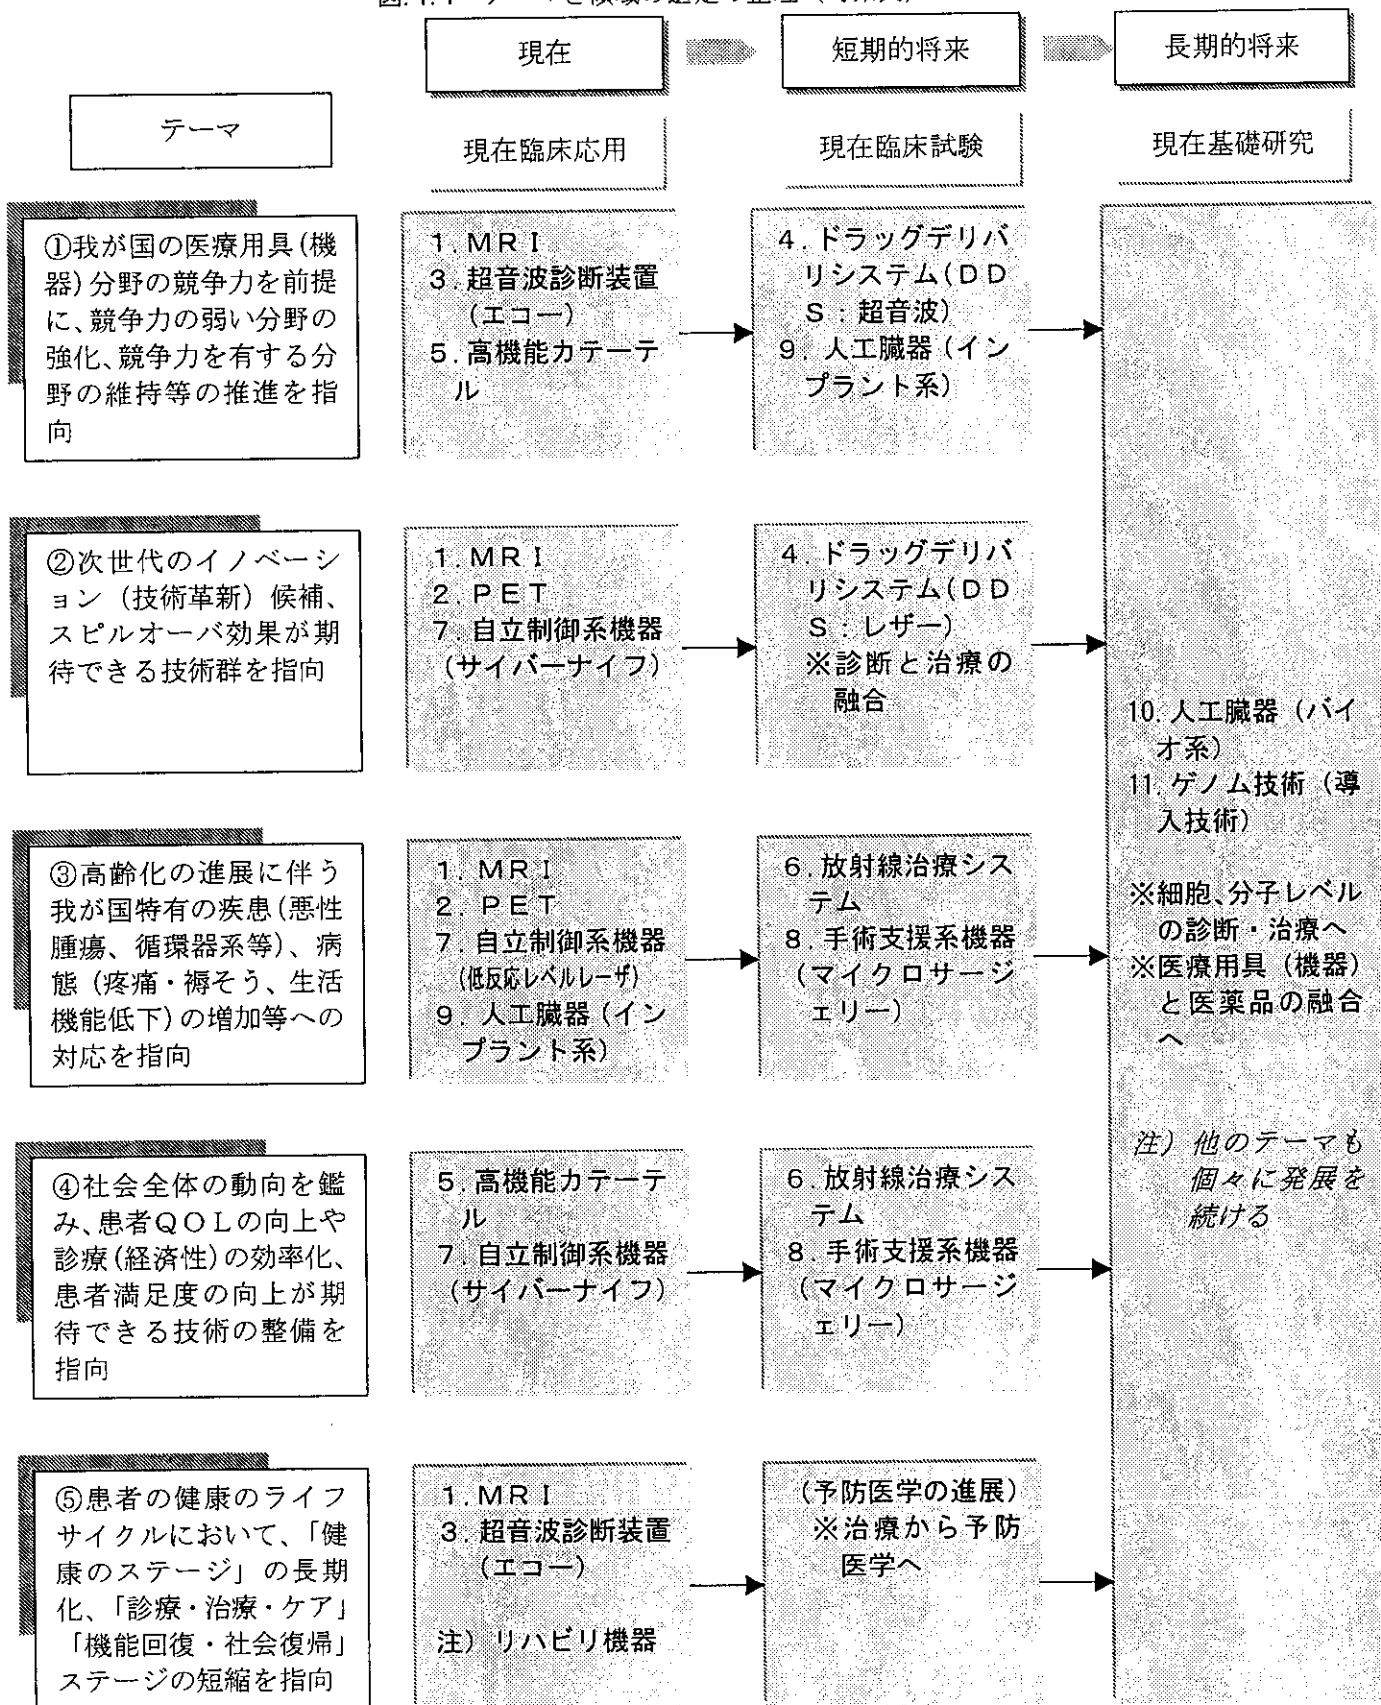 現在
短期的将来
長期的将来
テーマ
現在臨床応用
現在臨床試験
現在基礎研究
①我が国の医療用具(機
器)分野の競争力を前提
に、競争力の弱い分野の
強化、競争力を有する分
野の維持等の推進を指
向
1.MRI
3.超音波診断装置
(エコー)
5.高機能カテーテ
ル
4.ドラッグデリバ
リシステム(DD
S:超音波)
9.人工臓器(イン
プラント系)
②次世代のイノベーシ
ョン(技術革新)候補、
スピルオーバ効果が期
待できる技術群を指向
1.MRI
2.PET
7.自立制御系機器
(サイバーナイフ)
4.ドラッグデリバ
リシステム(DD
S:レザー)
※診断と治療の
融合
③高齢化の進展に伴う
我が国特有の疾患(悪性
腫瘍、循環器系等)、病
態(疼痛・褥そう、生活
機能低下)の増加等への
対応を指向
1.MRI
2.PET
7.自立制御系機器
(低反応レベルレーザ)
9.人工臓器(イン
プラント系)
6.放射線治療シス
テム
8.手術支援系機器
(マイクロサージ
ェリー)
④社会全体の動向を鑑
み、患者QOLの向上や
診療(経済性)の効率化、
患者満足度の向上が期
待できる技術の整備を
指向
5.高機能カテーテ
ル
7.自立制御系機器
(サイバーナイフ)
6.放射線治療シス
テム
8.手術支援系機器
(マイクロサージ
ェリー)
⑤患者の健康のライフ
サイクルにおいて、「健
康のステージ」の長期
化、「診療・治療・ケア」
「機能回復・社会復帰」
ステージの短縮を指向
1.MRI
3.超音波診断装置
(エコー)
注)リハビリ機器
(予防医学の進展)
※治療から予防
医学へ
10.人工臓器(バイ
オ系)
11.ゲノム技術(導
入技術)
※細胞、分子レベル
の診断・治療へ
※医療用具(機器)
と医薬品の融合
へ
注)他のテーマも
個々に発展を
続ける